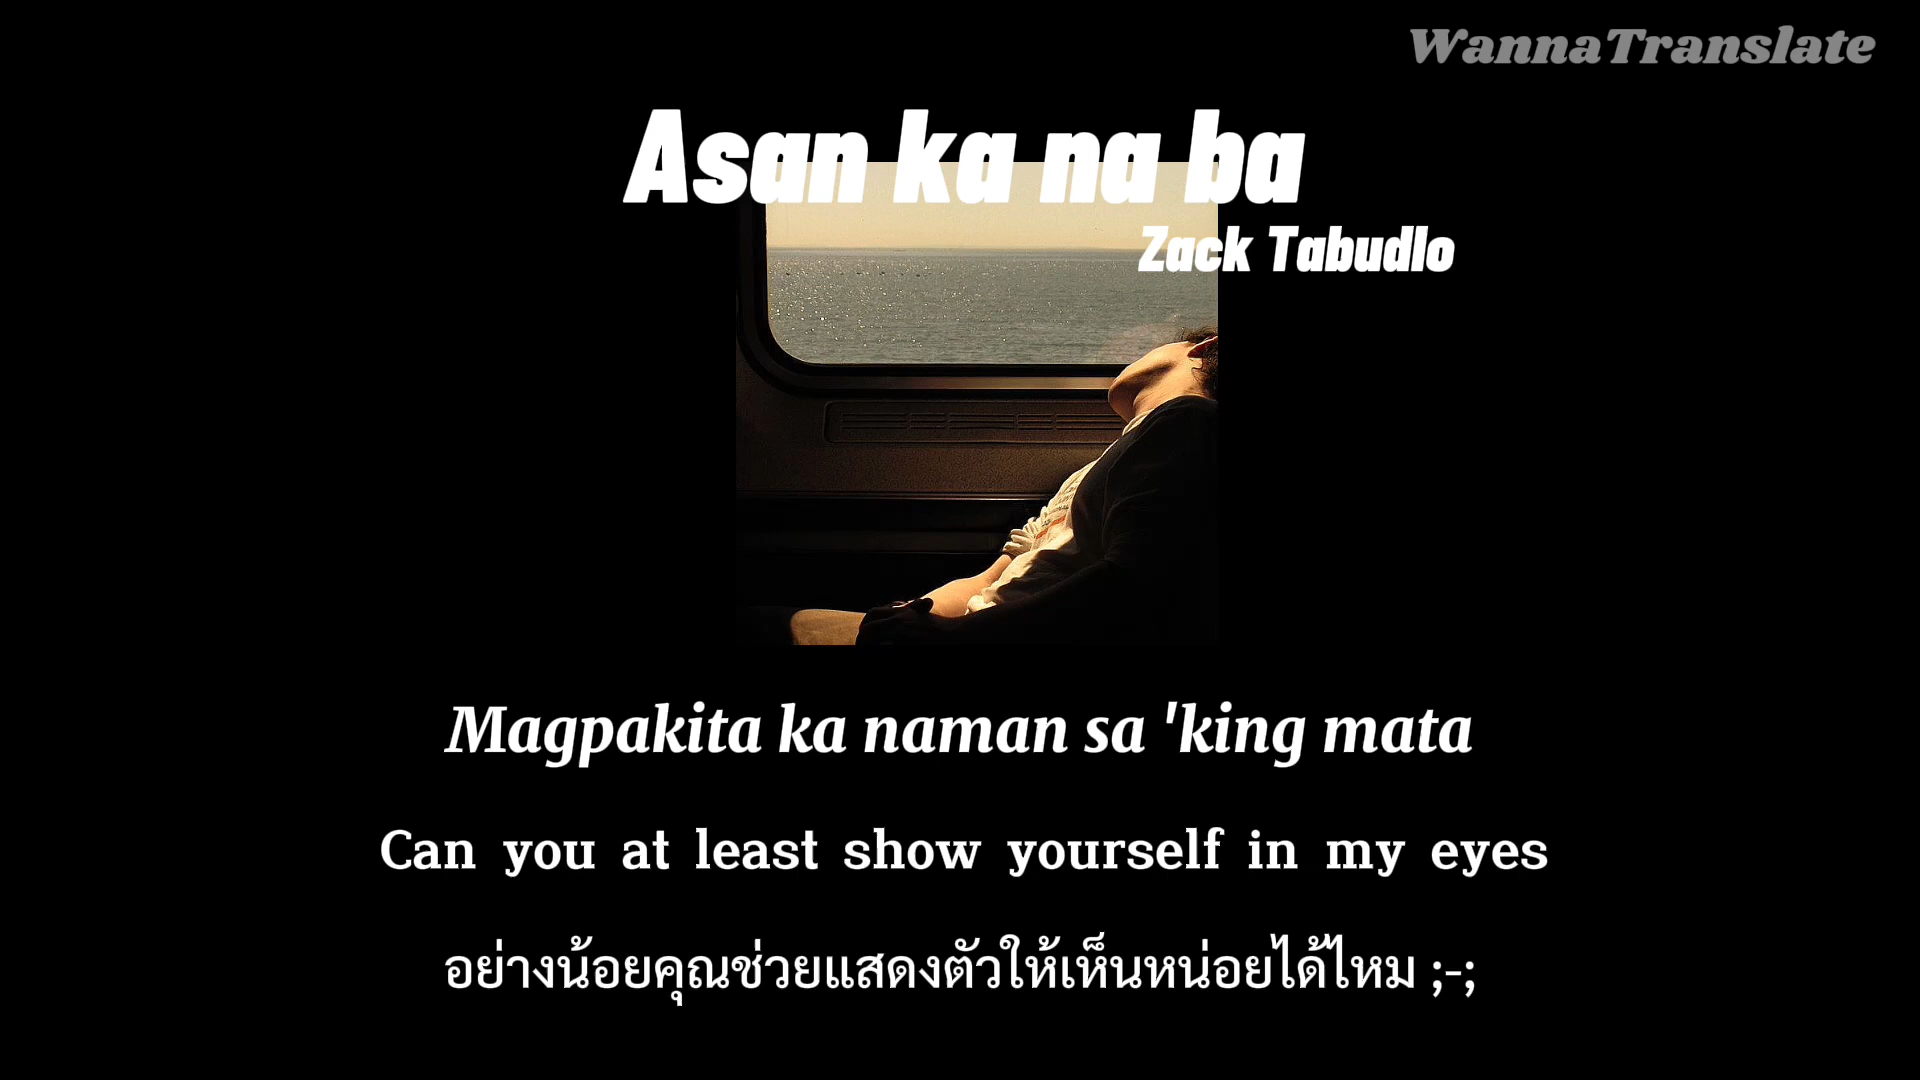 WannaTranslate
Asan ka na ba
Zack Tabudlo
Magpakita ka naman sa 'king mata
Can you at least show yourself in my eyes
อย่างน้อยคุณช่วยแสดงตัวให้เห็นหน่อยได้ไหม ;-;